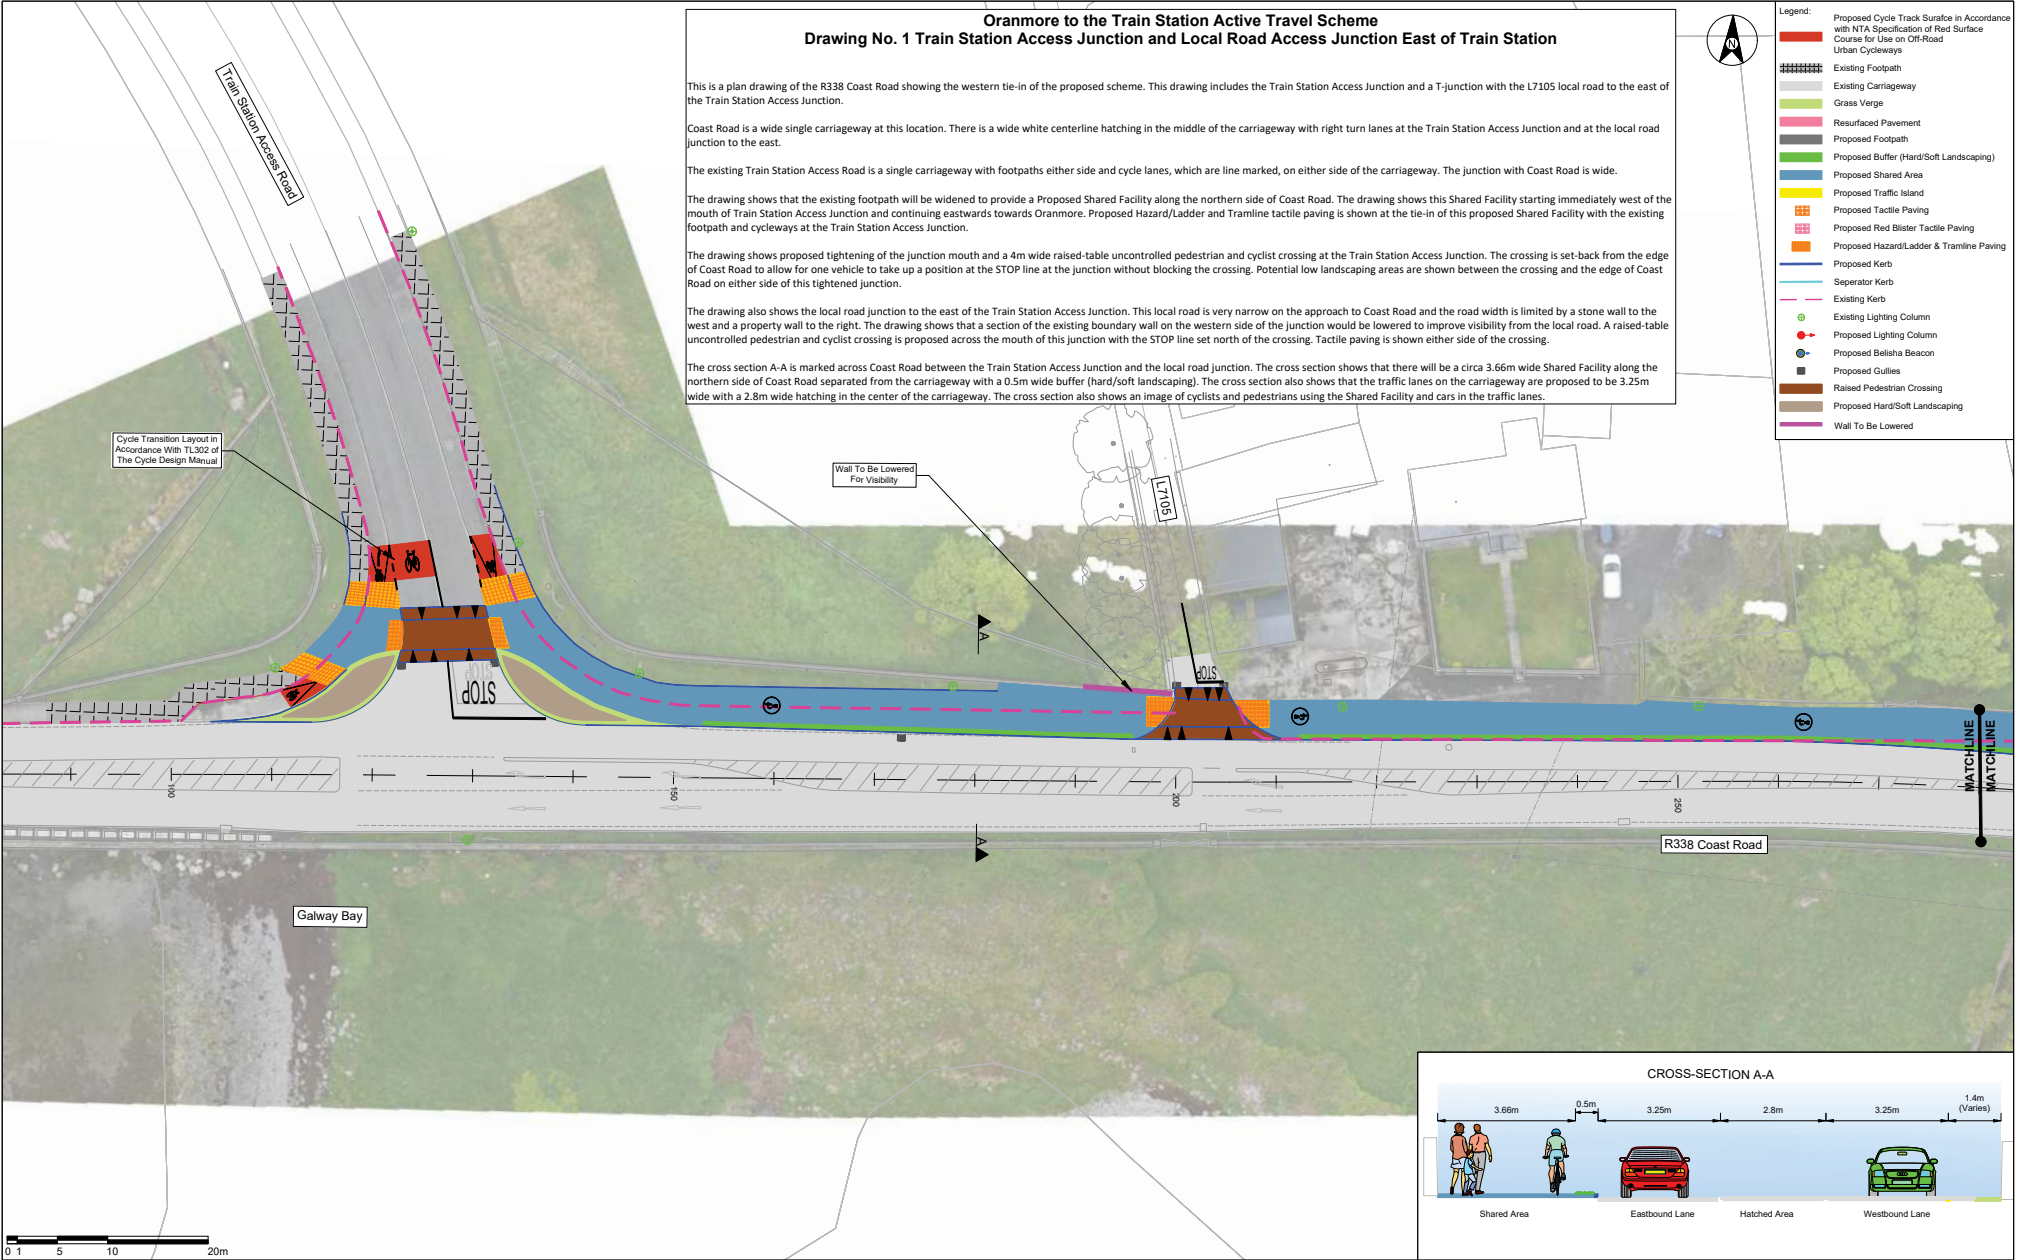 Oranmore to the Train Station Active Travel Scheme
Drawing No. 1 Train Station Access Junction and Local Road Access Junction East of Train Station
This is a plan drawing of the R338 Coast Road showing the western tie-in of the proposed scheme. This drawing includes the Train Station Access Junction and a T-junction with the L7105 local road to the east of
the Train Station Access Junction.
Coast Road is a wide single carriageway at this location. There is a wide white centerline hatching in the middle of the carriageway with right turn lanes at the Train Station Access Junction and at the local road
junction to the east.
The existing Train Station Access Road is a single carriageway with footpaths either side and cycle lanes, which are line marked, on either side of the carriageway. The junction with Coast Road is wide.
The drawing shows that the existing footpath will be widened to provide a Proposed Shared Facility along the northern side of Coast Road. The drawing shows this Shared Facility starting immediately west of the
mouth of Train Station Access Junction and continuing eastwards towards Oranmore. Proposed Hazard/Ladder and Tramline tactile paving is shown at the tie-in of this proposed Shared Facility with the existing
footpath and cycleways at the Train Station Access Junction.
The drawing shows proposed tightening of the junction mouth and a 4m wide raised-table uncontrolled pedestrian and cyclist crossing at the Train Station Access Junction. The crossing is set-back from the edge
of Coast Road to allow for one vehicle to take up a position at the STOP line at the junction without blocking the crossing. Potential low landscaping areas are shown between the crossing and the edge of Coast
Road on either side of this tightened junction.
The drawing also shows the local road junction to the east of the Train Station Access Junction. This local road is very narrow on the approach to Coast Road and the road width is limited by a stone wall to the
west and a property wall to the right. The drawing shows that a section of the existing boundary wall on the western side of the junction would be lowered to improve visibility from the local road. A raised-table
uncontrolled pedestrian and cyclist crossing is proposed across the mouth of this junction with the STOP line set north of the crossing. Tactile paving is shown either side of the crossing.
The cross section A-A is marked across Coast Road between the Train Station Access Junction and the local road junction. The cross section shows that there will be a circa 3.66m wide Shared Facility along the
northern side of Coast Road separated from the carriageway with a 0.5m wide buffer (hard/soft landscaping). The cross section also shows that the traffic lanes on the carriageway are proposed to be 3.25m
wide with a 2.8m wide hatching in the center of the carriageway. The cross section also shows an image of cyclists and pedestrians using the Shared Facility and cars in the traffic lanes.
N
Legend:
Proposed Cycle Track Surafce in Accordance
with NTA Specification of Red Surface
Course for Use on Off-Road
Urban Cycleways
Existing Footpath
Existing Carriageway
Grass Verge
Resurfaced Pavement
Proposed Footpath
Proposed Buffer (Hard/Soft Landscaping)
Proposed Shared Area
Proposed Traffic Island
Proposed Tactile Paving
Proposed Red Blister Tactile Paving
Proposed Hazard/Ladder & Tramline Paving
Proposed Kerb
Seperator Kerb
Existing Kerb
Existing Lighting Column
Proposed Lighting Column
Proposed Belisha Beacon
Proposed Gullies
Raised Pedestrian Crossing
Proposed Hard/Soft Landscaping
Wall To Be Lowered
Train Station Access Road
Cycle Transition Layout in
Accordance With TL302 of
The Cycle Design Manual
Wall To Be Lowered
For Visibility
L7105
A
STOP
STOP
STOP
100
150
200
250
A
MATCHLINE
MATCHLINE
R338 Coast Road
Galway Bay
CROSS-SECTION A-A
3.66m
0.5m
3.25m
2.8m
3.25m
1.4m
(Varies)
Shared Area
Eastbound Lane
Hatched Area
Westbound Lane
0 1 5 10 20m